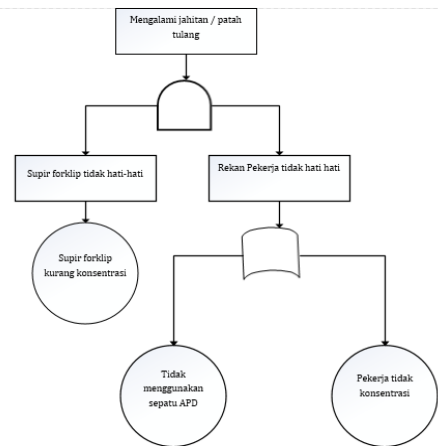 Mengalami jahitan / patah
tulang
Supir forklip tidak hati-hati
Rekan Pekerja tidak hati hati
Supir forklip
kurang konsentrasi
Tidak
menggunakan
sepatu APD
Pekerja tidak
konsentrasi